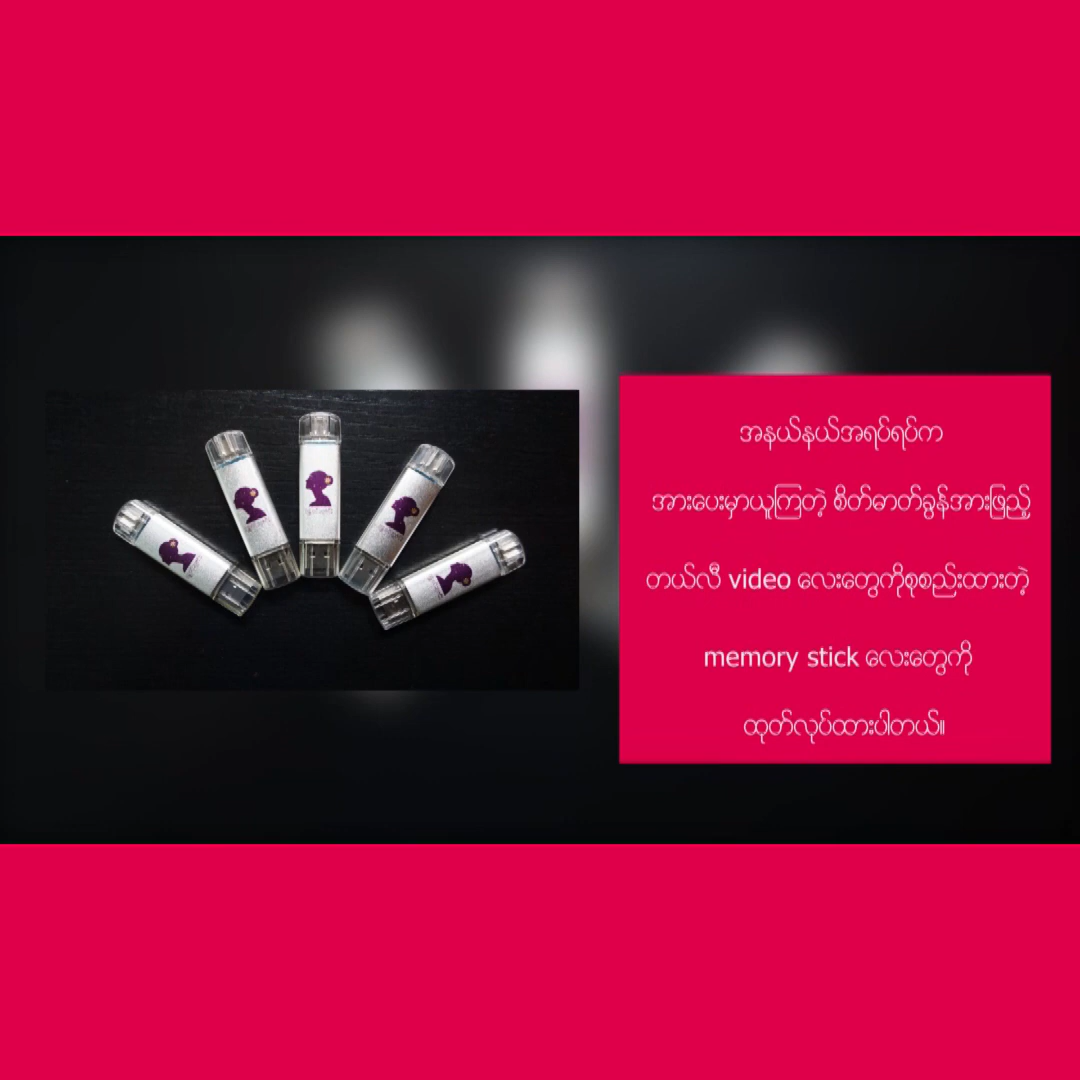 အနယ်နယ်အရပ်ရပ်က
အားပေးမှာယူကြတဲ့ စိတ်ဓာတ်ခွန်အားဖြည့်
တယ်လီ video လေးတွေကိုစုစည်းထားတဲ့
memory stick လေးတွေကို
ထုတ်လုပ်ထားပါတယ်။